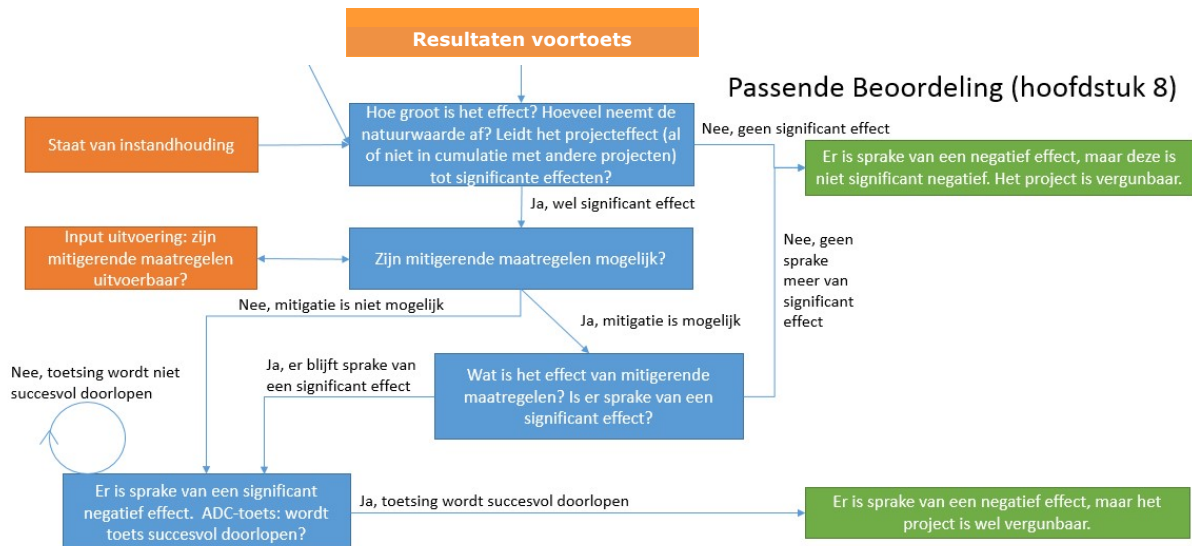 Resultaten voortoets
Passende Beoordeling (hoofdstuk 8)
Hoe groot is het effect? Hoeveel neemt de
natuurwaarde af? Leidt het projecteffect (al
of niet in cumulatie met andere projecten)
tot significante effecten?
Staat van instandhouding
Nee, geen significant effect
Er is sprake van een negatief effect, maar deze is
niet significant negatief. Het project is vergunbaar.
Ja, wel significant effect
Input uitvoering: zijn
mitigerende maatregelen
uitvoerbaar?
Zijn mitigerende maatregelen mogelijk?
Nee, geen
sprake
meer van
significant
effect
Nee, mitigatie is niet mogelijk
Ja, mitigatie is mogelijk
Ja, er blijft sprake van
een significant effect
Wat is het effect van mitigerende
maatregelen? Is er sprake van een
significant effect?
Nee, toetsing wordt niet
succesvol doorlopen
Er is sprake van een significant
negatief effect. ADC-toets: wordt
toets succesvol doorlopen?
Ja, toetsing wordt succesvol doorlopen
Er is sprake van een negatief effect, maar het
project is wel vergunbaar.